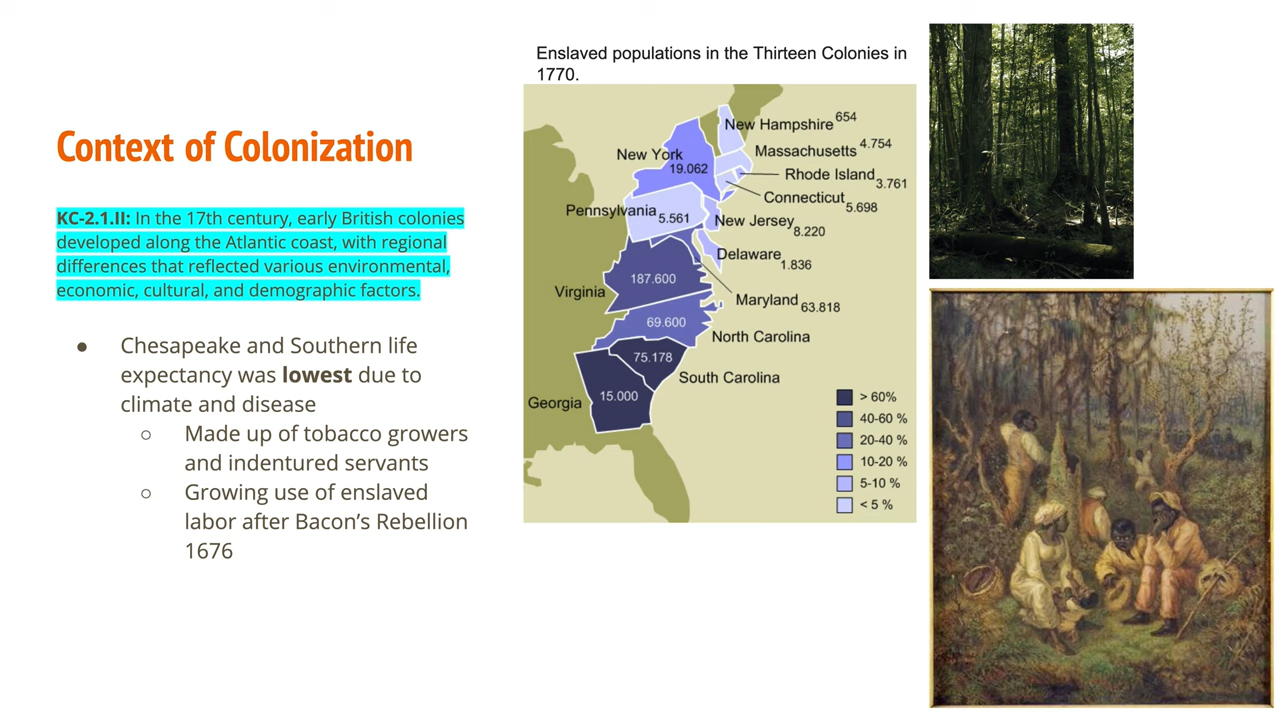 Context of Colonization
KC-2.1.II: In the 17th century, early British colonies
developed along the Atlantic coast, with regional
differences that reflected various environmental,
economic, cultural, and demographic factors.
● Chesapeake and Southern life
expectancy was lowest due to
climate and disease
○ Made up of tobacco growers
and indentured servants
○ Growing use of enslaved
labor after Bacon’s Rebellion
1676
Enslaved populations in the Thirteen Colonies in
1770.
New Hampshire 654
Massachusetts 4.754
Rhode Island 3.761
Connecticut 5.698
New York 19.062
Pennsylvania 5.561
New Jersey 8.220
Delaware 1.836
Maryland 63.818
Virginia 187.600
North Carolina 69.600
South Carolina 75.178
Georgia 15.000
> 60%
40-60 %
20-40 %
10-20 %
5-10 %
< 5 %